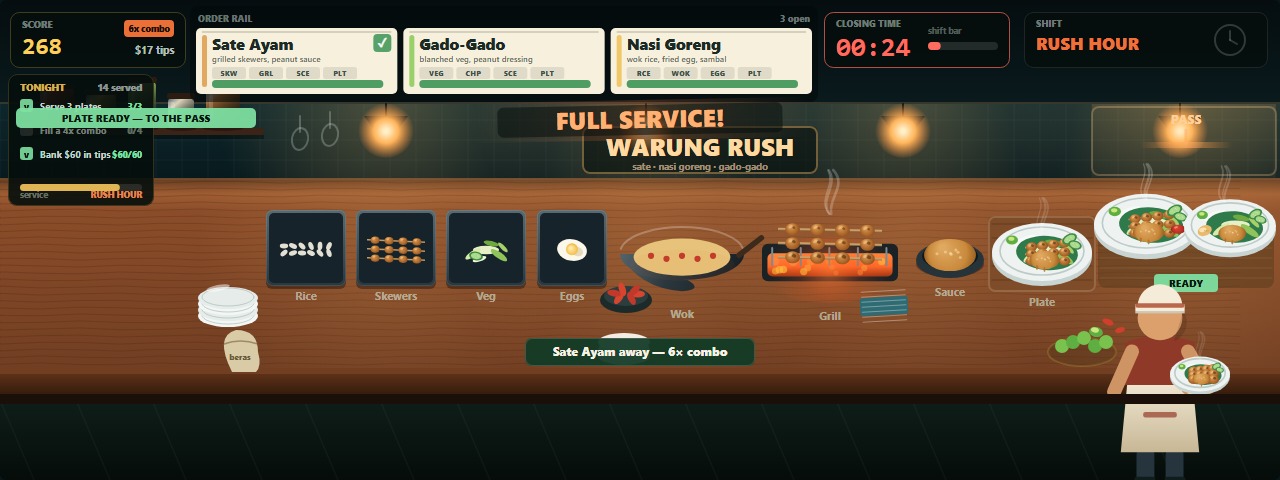 SCORE
6x combo
268
$17 tips
ORDER RAIL
3 open
Sate Ayam
grilled skewers, peanut sauce
SKW GRL SCE PLT
Gado-Gado
blanched veg, peanut dressing
VEG CHP SCE PLT
Nasi Goreng
wok rice, fried egg, sambal
RCE WOK EGG PLT
CLOSING TIME
shift bar
00:24
SHIFT
RUSH HOUR
TONIGHT
14 served
v Serve 3 plates 3/3
PLATE READY — TO THE PASS
Fill a 4x combo 0/4
v Bank $60 in tips $60/60
service
RUSH HOUR
FULL SERVICE!
WARUNG RUSH
sate • nasi goreng • gado-gado
PASS
Rice
Skewers
Veg
Eggs
Wok
Grill
Sauce
Plate
READY
beras
Sate Ayam away — 6× combo